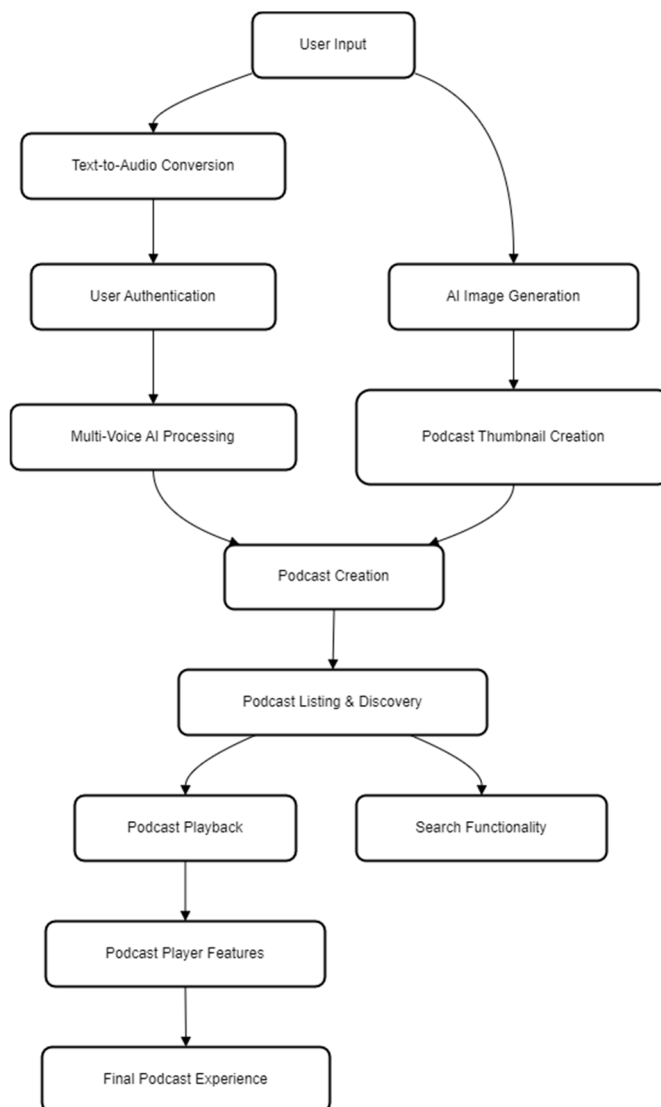 User Input
Text-to-Audio Conversion
User Authentication
AI Image Generation
Multi-Voice AI Processing
Podcast Thumbnail Creation
Podcast Creation
Podcast Listing & Discovery
Podcast Playback
Search Functionality
Podcast Player Features
Final Podcast Experience